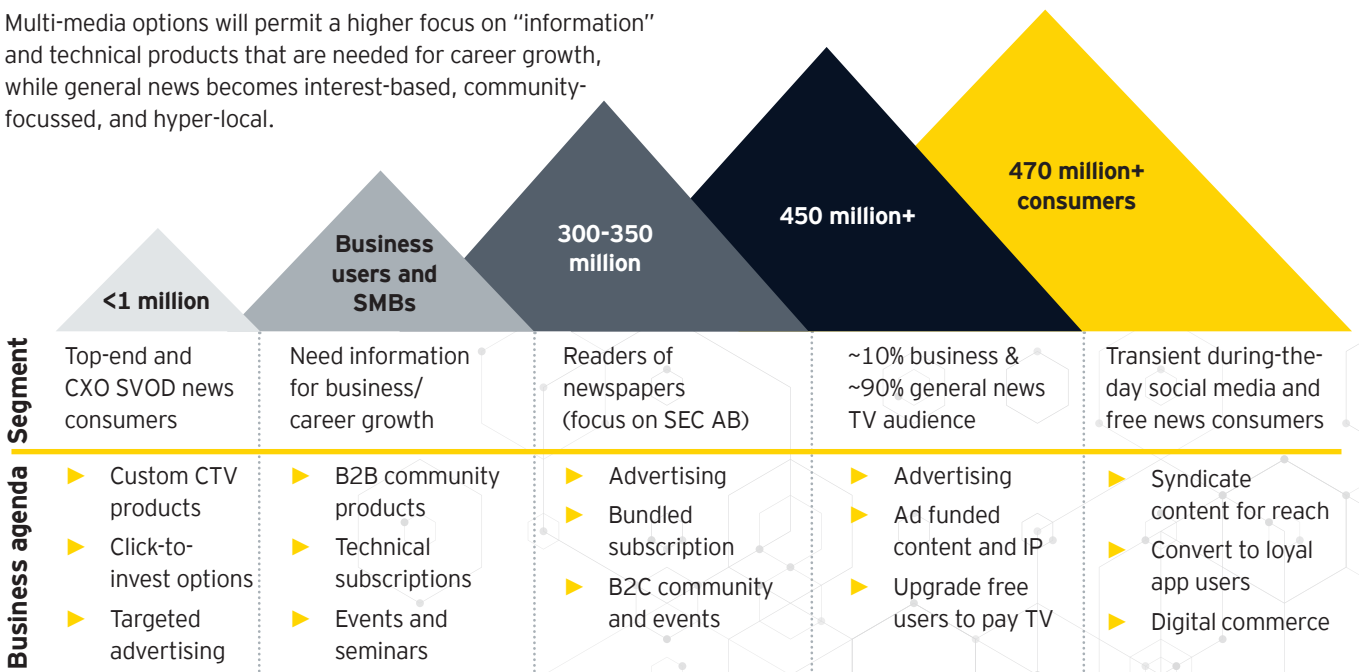 Multi-media options will permit a higher focus on “information”
and technical products that are needed for career growth,
while general news becomes interest-based, community-
focussed, and hyper-local.
<1 million
Business
users and
SMBs
300-350
million
450 million+
470 million+
consumers
Segment
Top-end and
CXO SVOD news
consumers
Need information
for business/
career growth
Readers of
newspapers
(focus on SEC AB)
~10% business &
~90% general news
TV audience
Transient during-the-
day social media and
free news consumers
Business agenda
► Custom CTV
products
► Click-to-
invest options
► Targeted
advertising
► B2B community
products
► Technical
subscriptions
► Events and
seminars
► Advertising
► Bundled
subscription
► B2C community
and events
► Advertising
► Ad funded
content and IP
► Upgrade free
users to pay TV
► Syndicate
content for reach
► Convert to loyal
app users
► Digital commerce